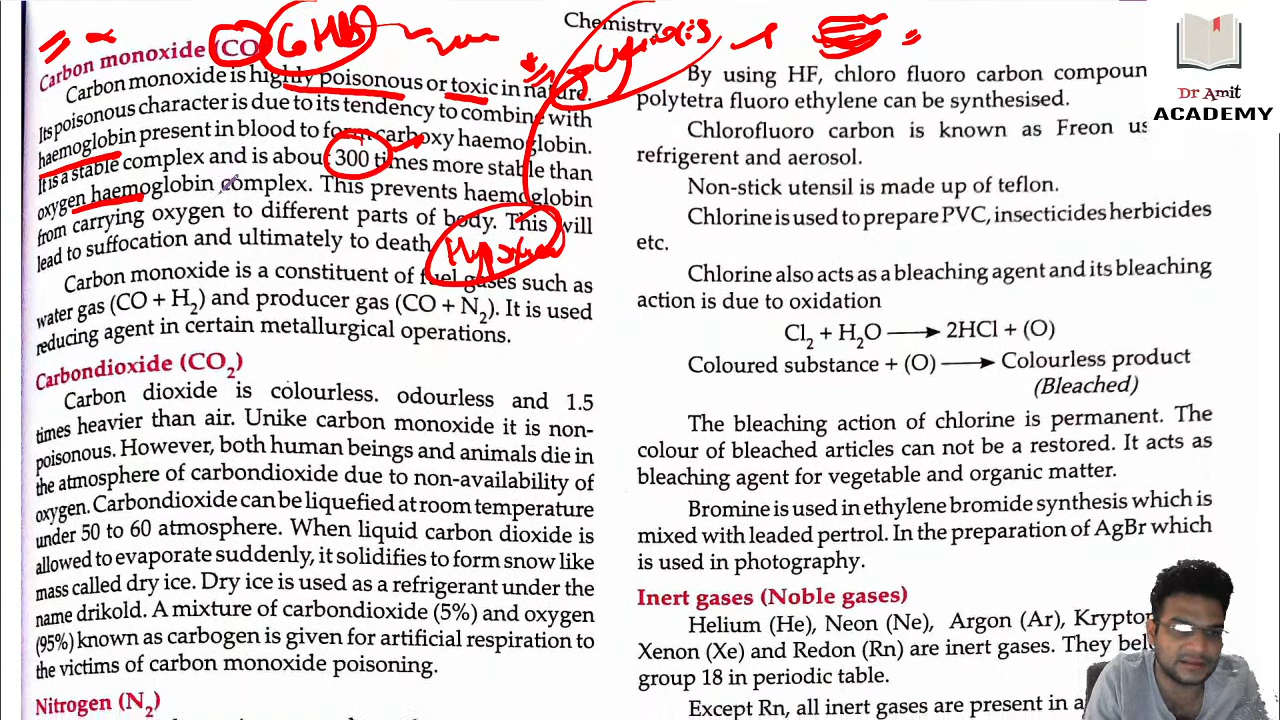 Chemistry
Carbon monoxide (CO
Carbon monoxide is highly poisonous or toxic in nature.
Its poisonous character is due to its tendency to combine with
haemoglobin present in blood to form carboxy haemoglobin.
It is a stable complex and is about 300 times more stable than
oxygen haemoglobin complex. This prevents haemoglobin
from carrying oxygen to different parts of body. This will
lead to suffocation and ultimately to death
Carbon monoxide is a constituent of fuel gases such as
water gas (CO + H₂) and producer gas (CO + N₂). It is used
reducing agent in certain metallurgical operations.
Carbondioxide (CO₂)
Carbon dioxide is colourless. odourless and 1.5
times heavier than air. Unike carbon monoxide it is non-
poisonous. However, both human beings and animals die in
the atmosphere of carbondioxide due to non-availability of
oxygen. Carbondioxide can be liquefied at room temperature
under 50 to 60 atmosphere. When liquid carbon dioxide is
allowed to evaporate suddenly, it solidifies to form snow like
mass called dry ice. Dry ice is used as a refrigerant under the
name drikold. A mixture of carbondioxide (5%) and oxygen
(95%) known as carbogen is given for artificial respiration to
the victims of carbon monoxide poisoning.
Nitrogen (N₂)
By using HF, chloro fluoro carbon compoun
polytetra fluoro ethylene can be synthesised.
Chlorofluoro carbon is known as Freon us
refrigerent and aerosol.
Non-stick utensil is made up of teflon.
Chlorine is used to prepare PVC, insecticides herbicides
etc.
Chlorine also acts as a bleaching agent and its bleaching
action is due to oxidation
Cl₂ + H₂O ⟶ 2HCl + (O)
Coloured substance + (O) ⟶ Colourless product
(Bleached)
The bleaching action of chlorine is permanent. The
colour of bleached articles can not be a restored. It acts as
bleaching agent for vegetable and organic matter.
Bromine is used in ethylene bromide synthesis which is
mixed with leaded pertrol. In the preparation of AgBr which
is used in photography.
Inert gases (Noble gases)
Helium (He), Neon (Ne), Argon (Ar), Krypton
Xenon (Xe) and Redon (Rn) are inert gases. They bel
group 18 in periodic table.
Except Rn, all inert gases are present in a
Dr Amit
ACADEMY